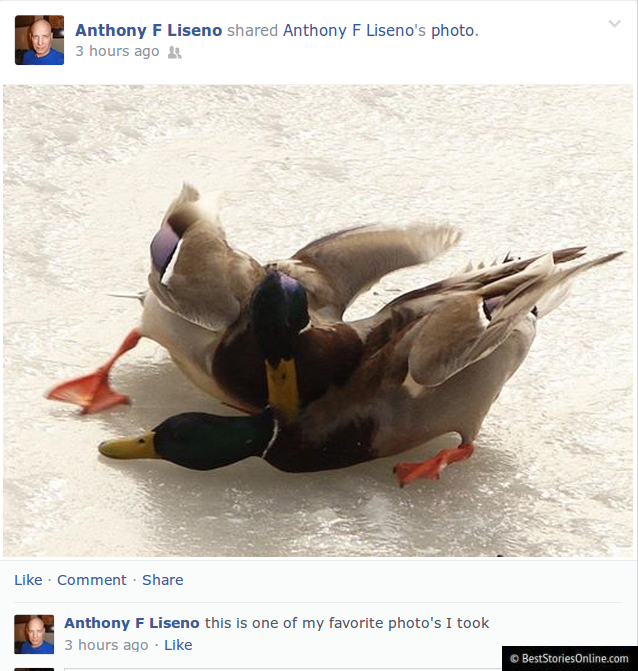 Anthony F Liseno shared Anthony F Liseno's photo.
3 hours ago
Like · Comment · Share
Anthony F Liseno this is one of my favorite photo's I took
3 hours ago · Like
© BestStoriesOnline.com